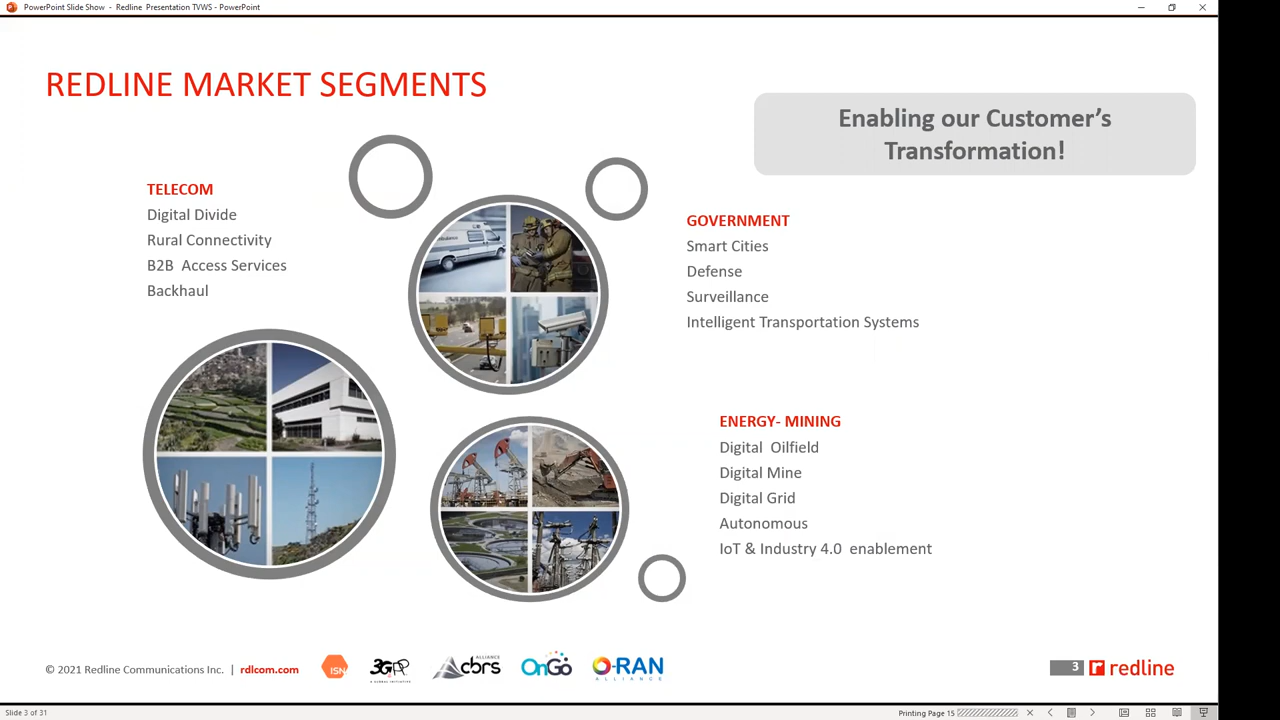 PowerPoint Slide Show - Redline Presentation TVWS - PowerPoint
REDLINE MARKET SEGMENTS
Enabling our Customer's
Transformation!
TELECOM
Digital Divide
Rural Connectivity
B2B Access Services
Backhaul
GOVERNMENT
Smart Cities
Defense
Surveillance
Intelligent Transportation Systems
ENERGY- MINING
Digital Oilfield
Digital Mine
Digital Grid
Autonomous
IoT & Industry 4.0 enablement
© 2021 Redline Communications Inc. | rdlcom.com
ISN
3GPP
A GLOBAL INITIATIVE
cbrs
ALLIANCE
OnGo
O-RAN
ALLIANCE
3
redline
Slide 3 of 31
Printing Page 15